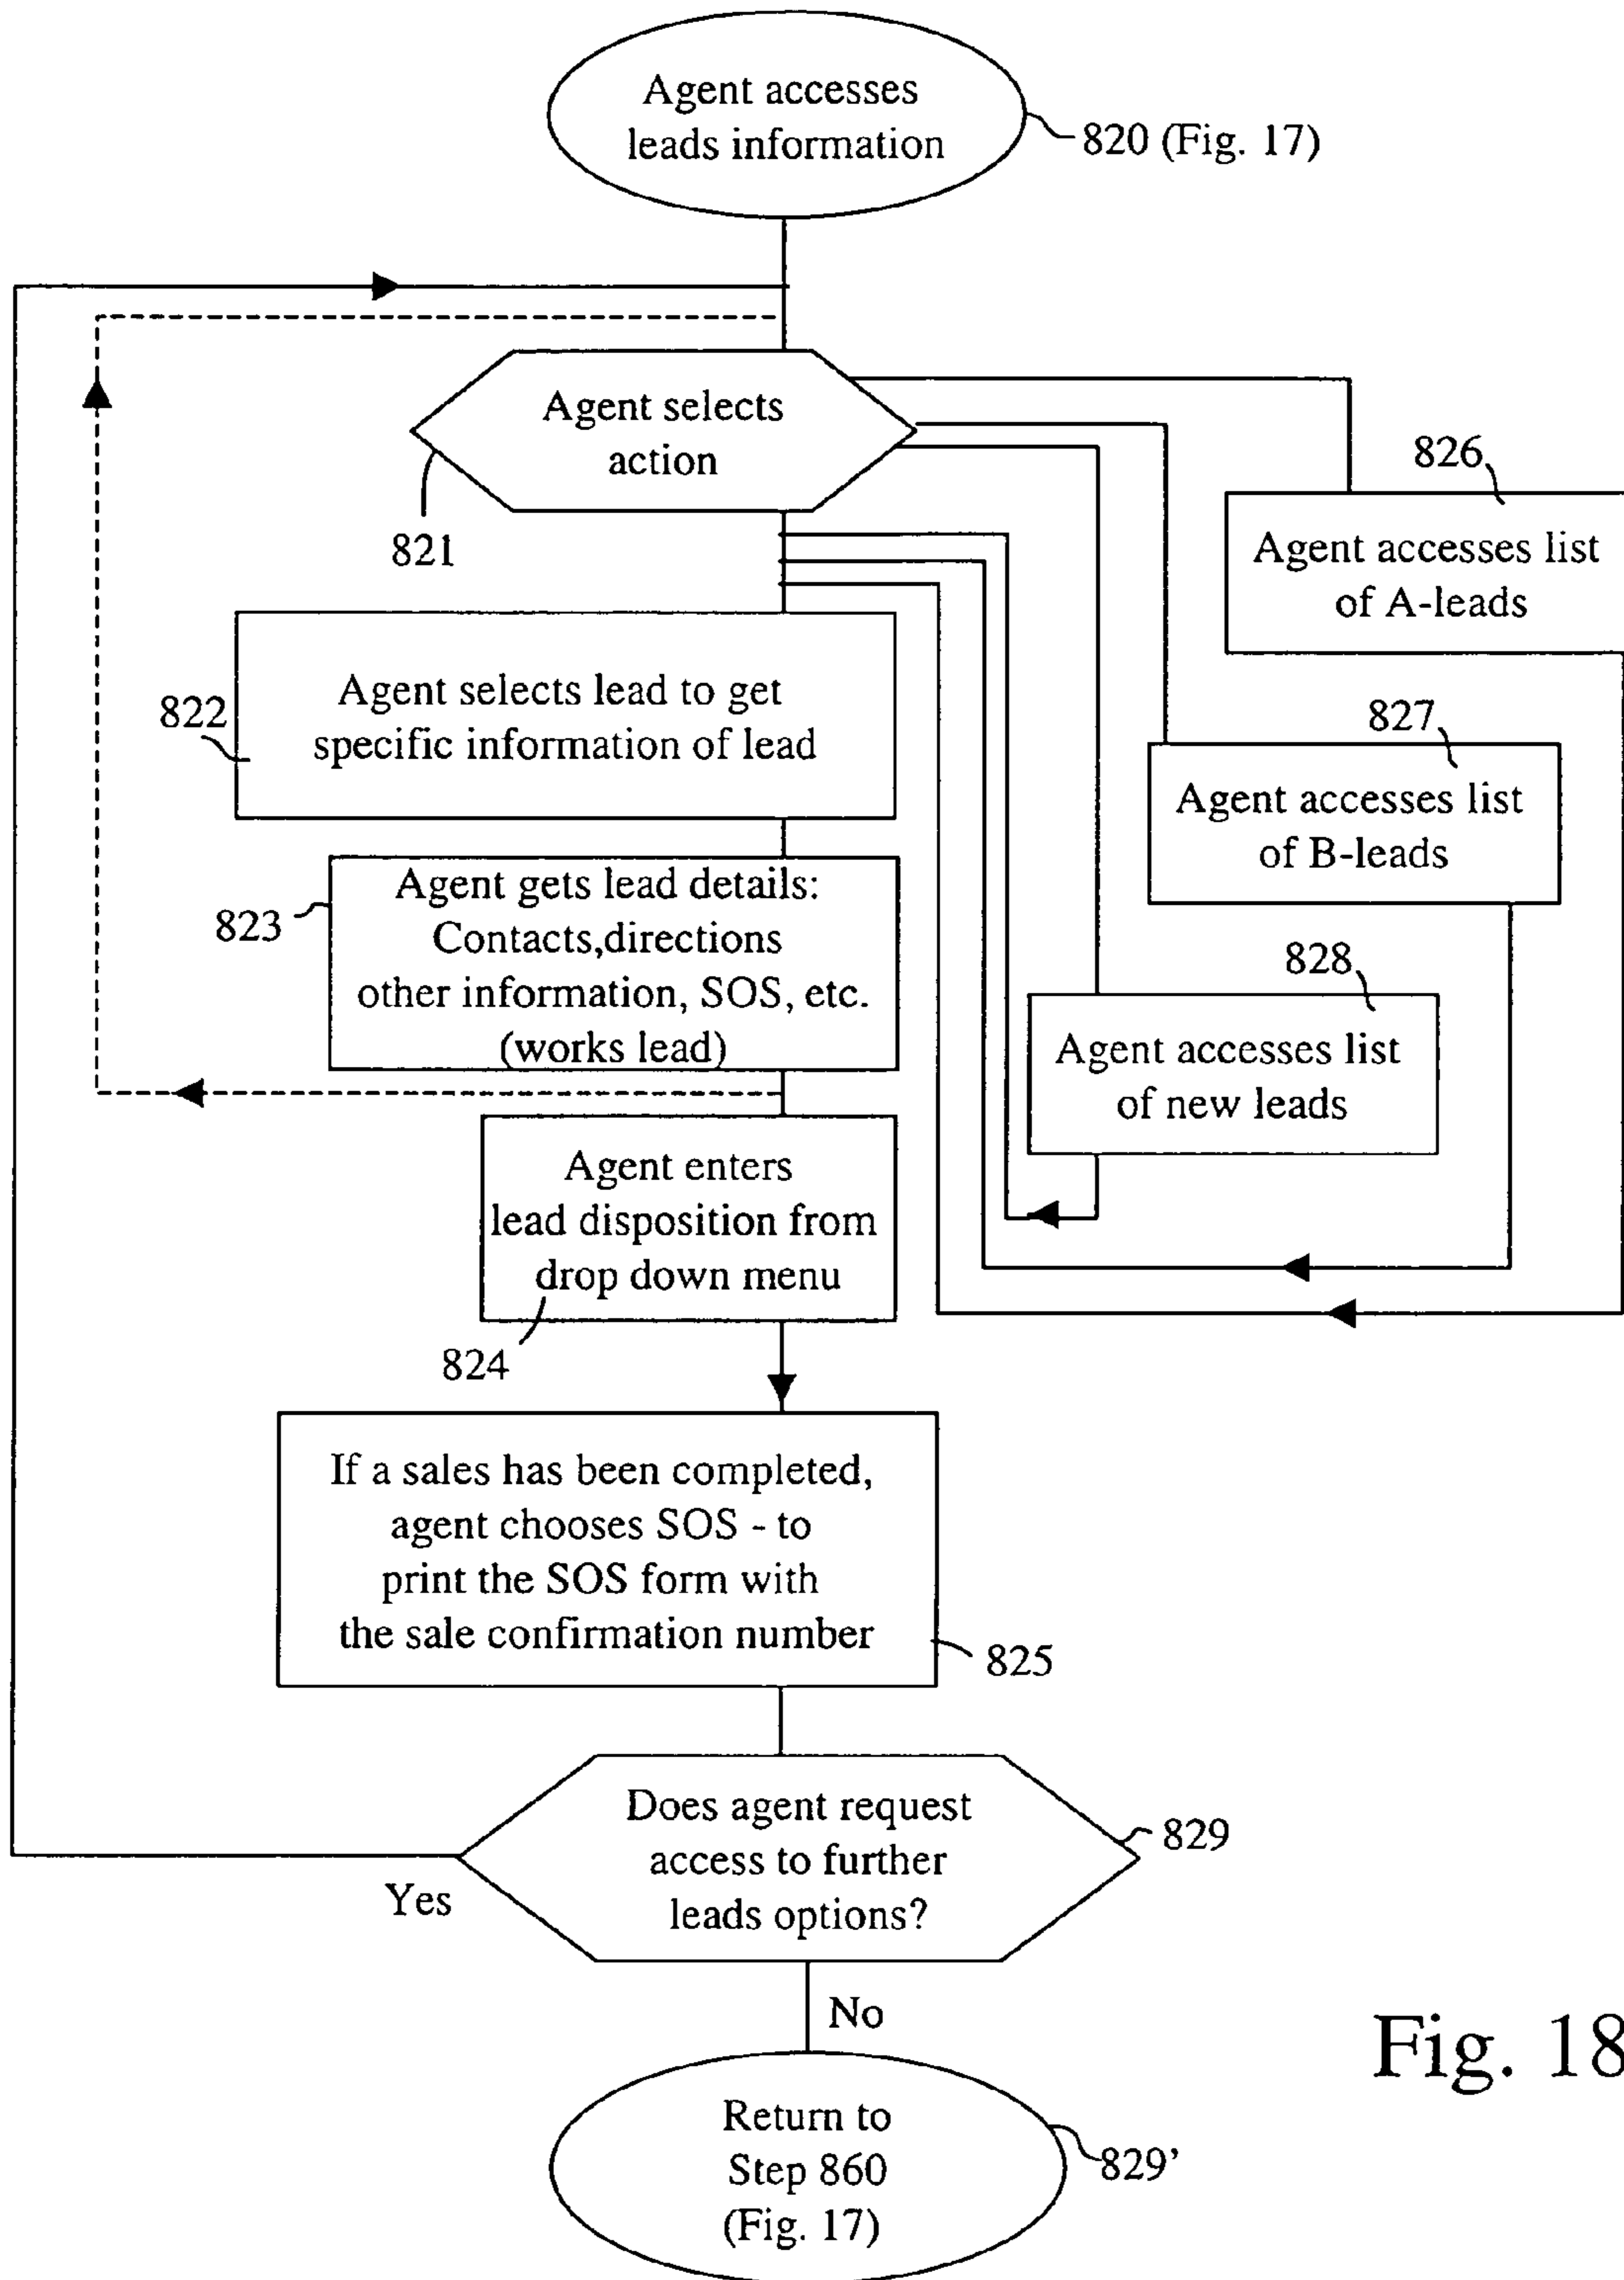 Agent accesses
leads information
820 (Fig. 17)
Agent selects
action
821
826
Agent accesses list
of A-leads
822
Agent selects lead to get
specific information of lead
827
Agent accesses list
of B-leads
823
Agent gets lead details:
Contacts,directions
other information, SOS, etc.
(works lead)
828
Agent accesses list
of new leads
Agent enters
lead disposition from
drop down menu
824
If a sales has been completed,
agent chooses SOS - to
print the SOS form with
the sale confirmation number
825
Does agent request
access to further
leads options?
829
Yes
No
Return to
Step 860
(Fig. 17)
829’
Fig. 18